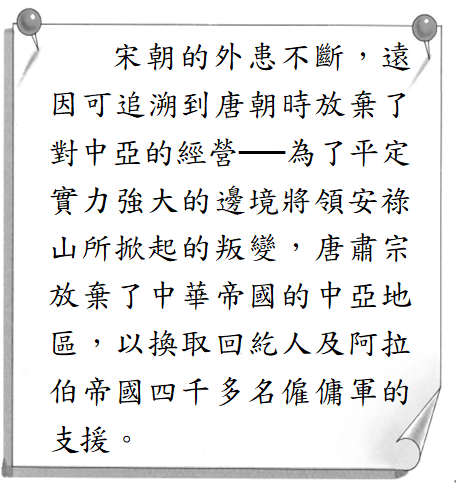 宋朝的外患不斷，遠
因可追溯到唐朝時放棄了
對中亞的經營──為了平定
實力強大的邊境將領安祿
山所掀起的叛變，唐肅宗
放棄了中華帝國的中亞地
區，以換取回紇人及阿拉
伯帝國四千多名僱傭軍的
支援。